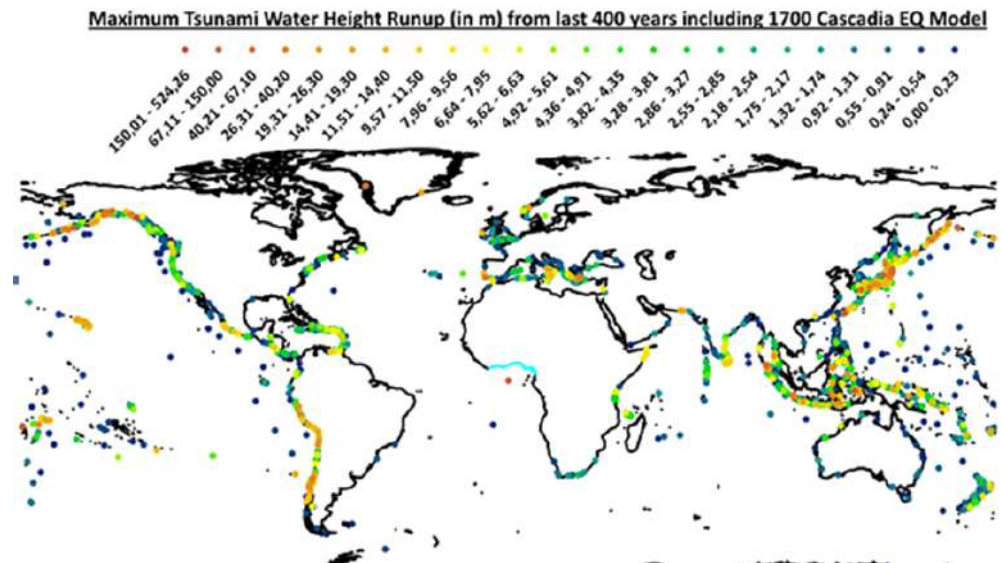 Maximum Tsunami Water Height Runup (in m) from last 400 years including 1700 Cascadia EQ Model
150,01 - 524,26
67,11 - 150,00
40,21 - 67,10
26,31 - 40,20
19,31 - 26,30
14,41 - 19,30
11,51 - 14,40
9,57 - 11,50
7,96 - 9,56
6,64 - 7,95
5,62 - 6,63
4,92 - 5,61
4,36 - 4,91
3,82 - 4,35
3,28 - 3,81
2,86 - 3,27
2,55 - 2,85
2,18 - 2,54
1,75 - 2,17
1,32 - 1,74
0,92 - 1,31
0,55 - 0,91
0,24 - 0,54
0,00 - 0,23